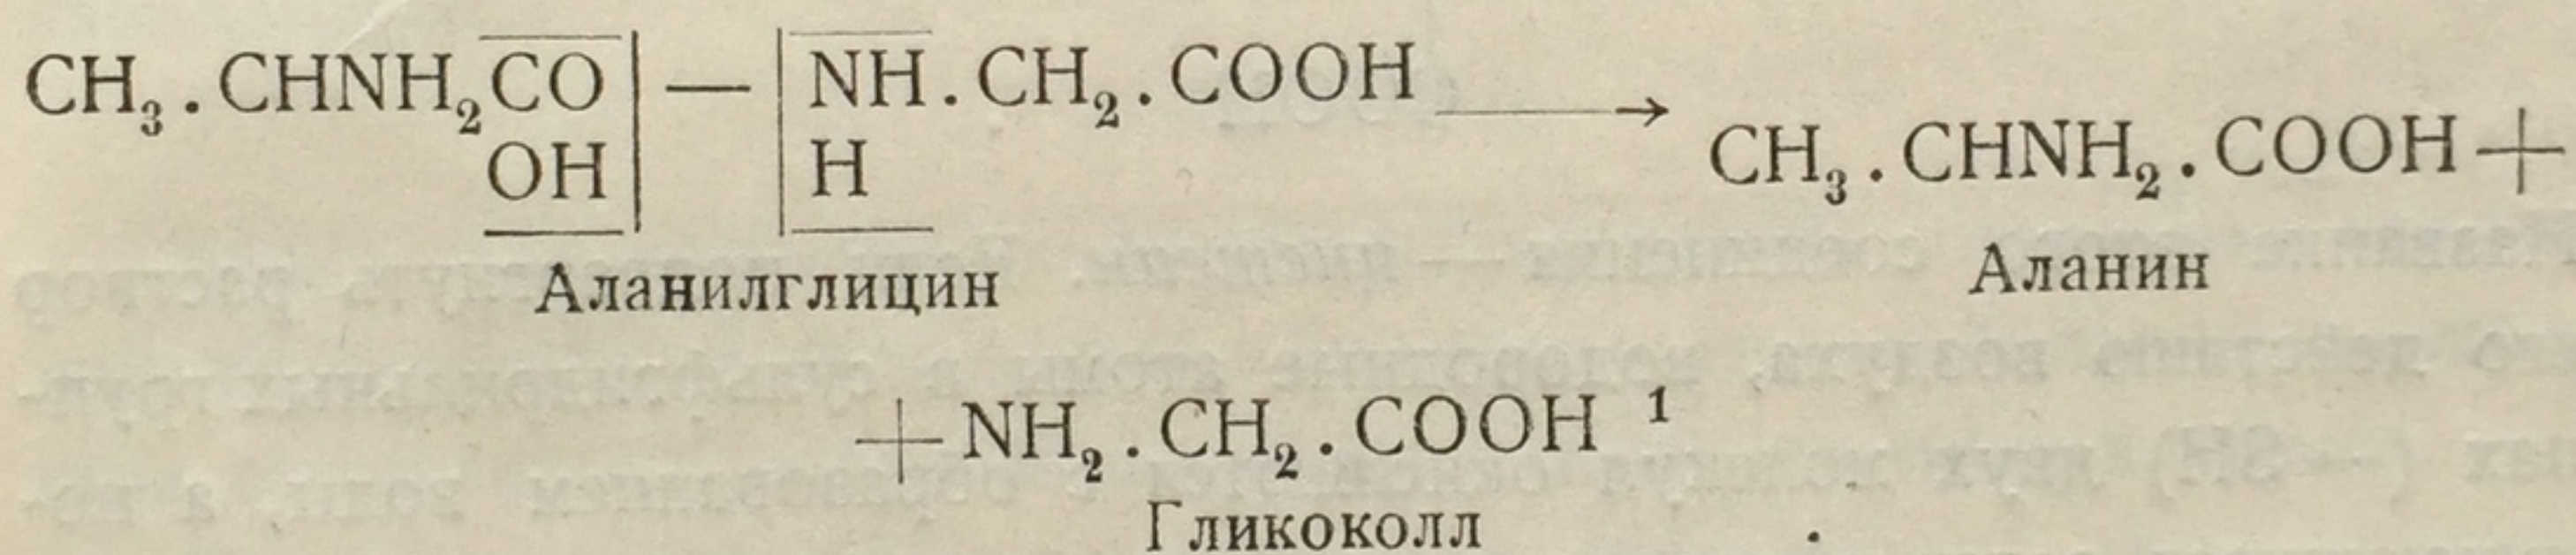 CH₃ . CHNH₂CO — NH . CH₂ . COOH →
OH H
CH₃ . CHNH₂ . COOH +
Аланилглицин
Аланин
+ NH₂ . CH₂ . COOH ¹
Гликоколл